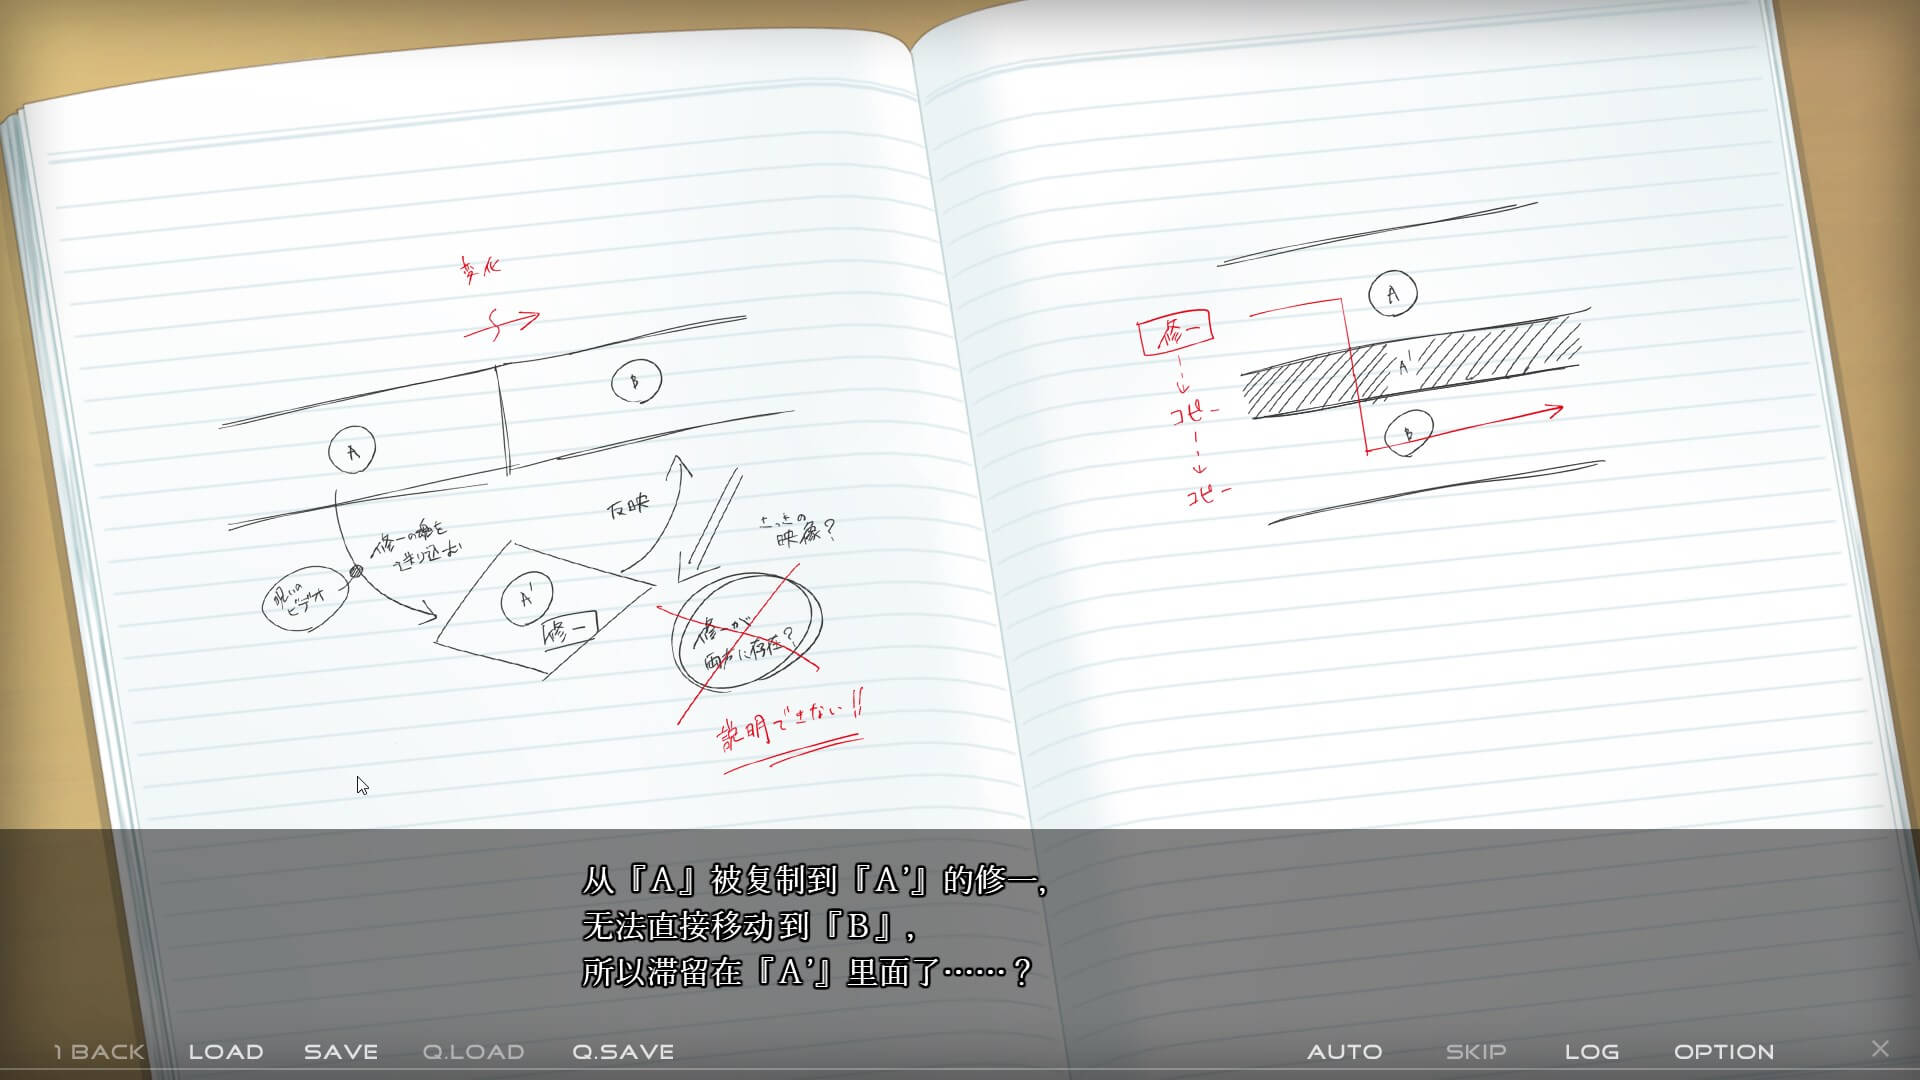 変化
A
B
修一の魂を
送り込む
呪いの
ビデオ
A'
修一
反映
さっきの
映像？
修一が
両方に存在？
説明できない!!
A
修一
A'
コピー
B
コピー
从『A』被复制到『A’』的修一，
无法直接移动到『B』，
所以滞留在『A’』里面了……？
1 BACK LOAD SAVE Q.LOAD Q.SAVE AUTO SKIP LOG OPTION